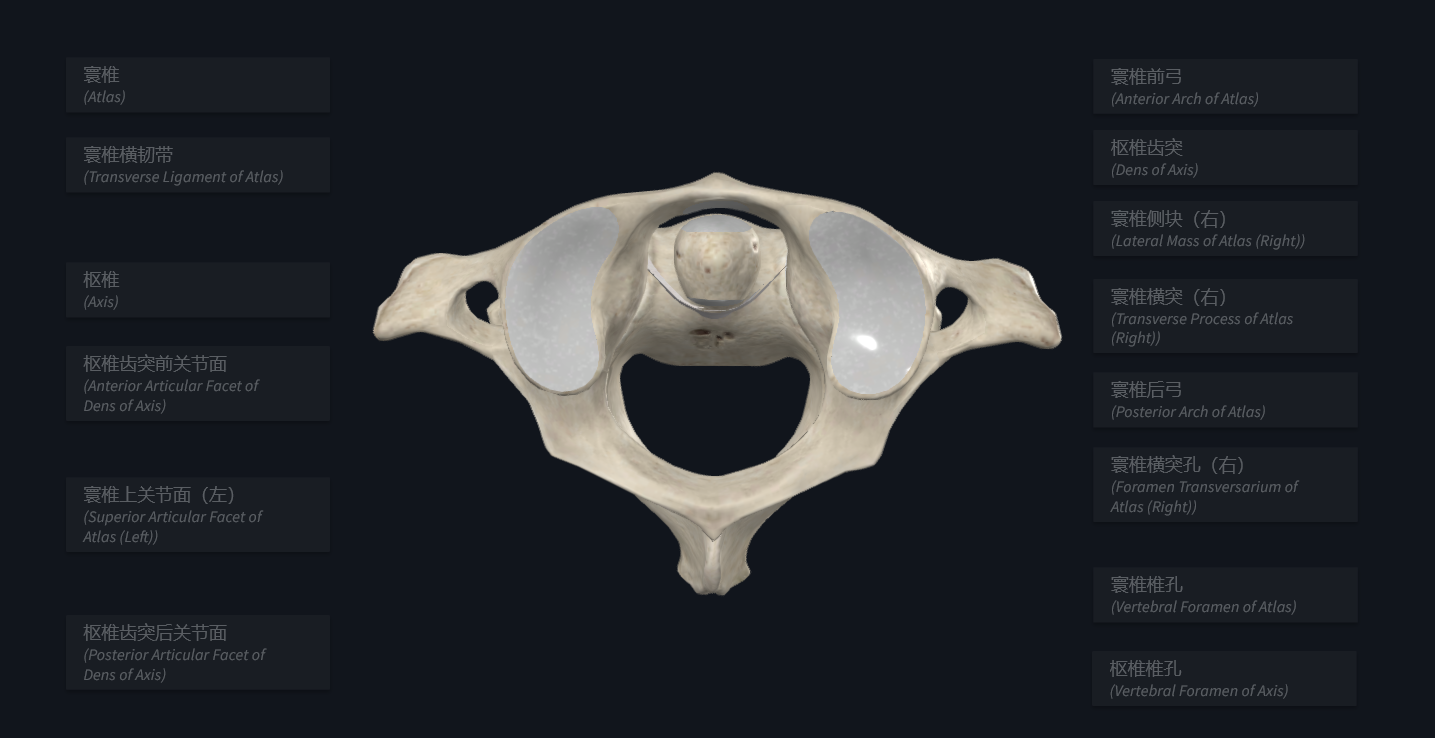 寰椎
(Atlas)
寰椎横韧带
(Transverse Ligament of Atlas)
枢椎
(Axis)
枢椎齿突前关节面
(Anterior Articular Facet of
Dens of Axis)
寰椎上关节面（左）
(Superior Articular Facet of
Atlas (Left))
枢椎齿突后关节面
(Posterior Articular Facet of
Dens of Axis)
寰椎前弓
(Anterior Arch of Atlas)
枢椎齿突
(Dens of Axis)
寰椎侧块（右）
(Lateral Mass of Atlas (Right))
寰椎横突（右）
(Transverse Process of Atlas
(Right))
寰椎后弓
(Posterior Arch of Atlas)
寰椎横突孔（右）
(Foramen Transversarium of
Atlas (Right))
寰椎椎孔
(Vertebral Foramen of Atlas)
枢椎椎孔
(Vertebral Foramen of Axis)